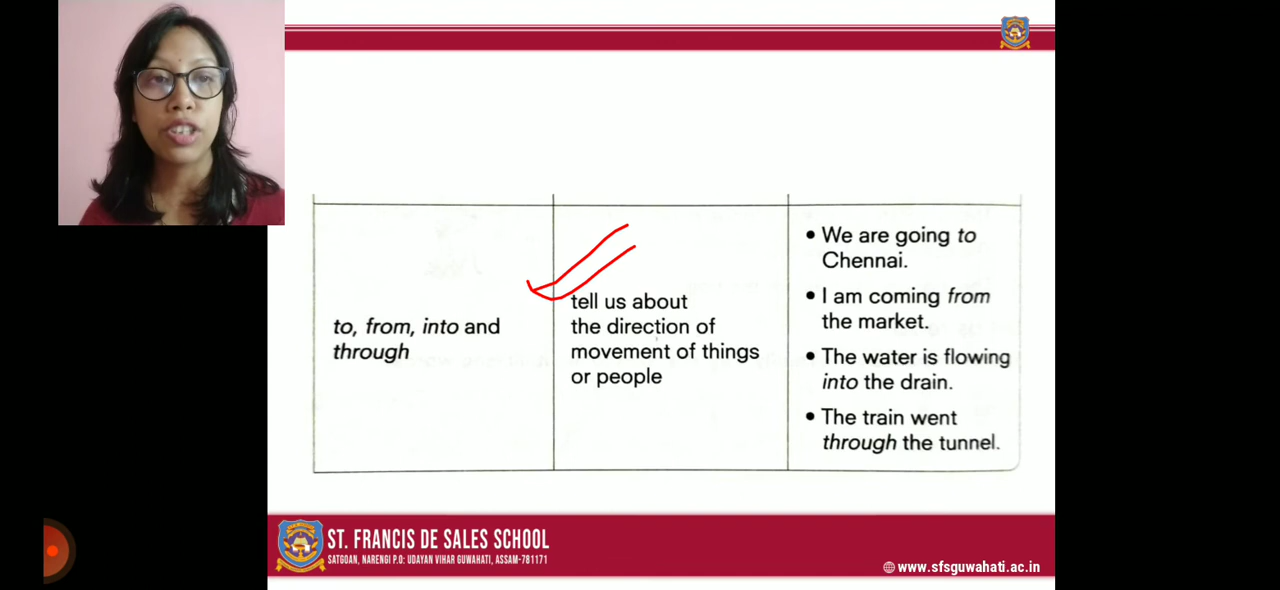 to, from, into and
through
tell us about
the direction of
movement of things
or people
• We are going to
Chennai.
• I am coming from
the market.
• The water is flowing
into the drain.
• The train went
through the tunnel.
ST. FRANCIS DE SALES SCHOOL
SATGOAN, NARENGI P.O: UDAYAN VIHAR GUWAHATI, ASSAM-781171
www.sfsguwahati.ac.in